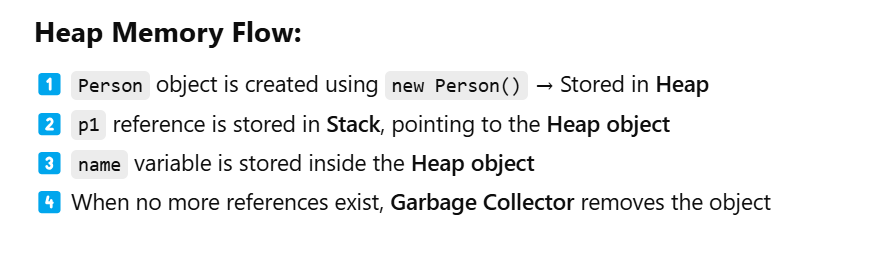 Heap Memory Flow:
1 Person object is created using new Person() → Stored in Heap
2 p1 reference is stored in Stack, pointing to the Heap object
3 name variable is stored inside the Heap object
4 When no more references exist, Garbage Collector removes the object